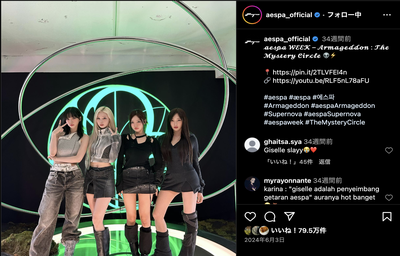 aespa_official • フォロー中
aespa_official 34週間前
𝒂𝒆𝒔𝒑𝒂 𝑾𝑬𝑬𝑲 – 𝑨𝒓𝒎𝒂𝒈𝒆𝒅𝒅𝒐𝒏 : 𝑻𝒉𝒆
𝑴𝒚𝒔𝒕𝒆𝒓𝒚 𝑪𝒊𝒓𝒄𝒍𝒆 👽⚡
📍 https://pin.it/2TLVFEI4n
🔗 https://youtu.be/RLF5nL78aFU
#aespa #æspa #에스파
#Armageddon #aespaArmageddon
#Supernova #aespaSupernova
#aespaweek #TheMysteryCircle
ghaitsa.sya 34週間前
Giselle slayy🥹❤️
「いいね！」45件 返信
myrayonnante 34週間前
karina : "giselle adalah penyeimbang
getaran aespa" auranya hot banget
いいね！79.5万件
2024年6月3日